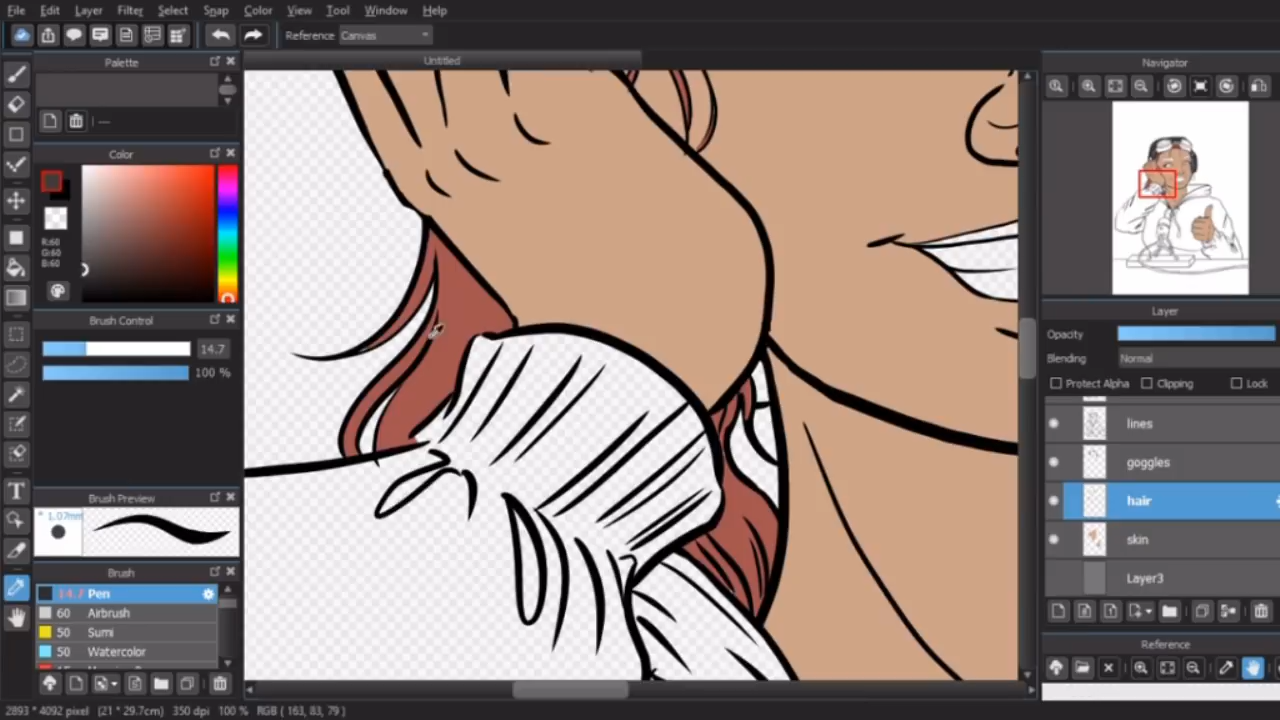 File Edit Layer Filter Select Snap Color View Tool Window Help
Reference Canvas
Palette
Untitled
Navigator
Color
R:60
G:60
B:60
Layer
Opacity
Blending Normal
Protect Alpha Clipping Lock
Brush Control
14.7
100 %
lines
goggles
hair
skin
Layer3
Brush Preview
* 1.07mm
Brush
14.7 Pen
60 Airbrush
50 Sumi
50 Watercolor
Reference
2893 * 4092 pixel (21 * 29.7cm) 350 dpi 100 % RGB ( 163, 83, 79 )